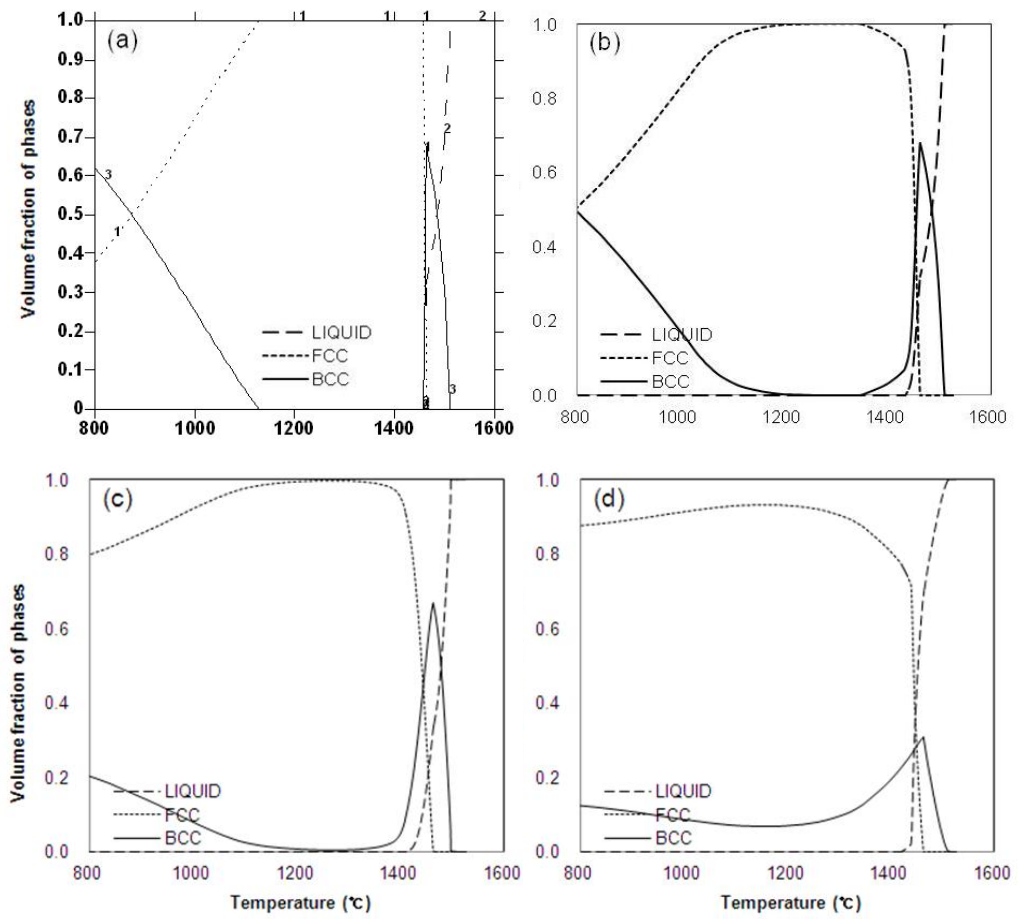 (a)
1.0
0.9
0.8
0.7
0.6
0.5
0.4
0.3
0.2
0.1
0
Volume fraction of phases
1 3 1 2
2
3
1
3
LIQUID
FCC
BCC
800 1000 1200 1400 1600
(b)
1.0
0.8
0.6
0.4
0.2
0.0
LIQUID
FCC
BCC
800 1000 1200 1400 1600
(c)
1.0
0.8
0.6
0.4
0.2
0.0
Volume fraction of phases
LIQUID
FCC
BCC
800 1000 1200 1400 1600
Temperature (℃)
(d)
1.0
0.8
0.6
0.4
0.2
0.0
LIQUID
FCC
BCC
800 1000 1200 1400 1600
Temperature (℃)